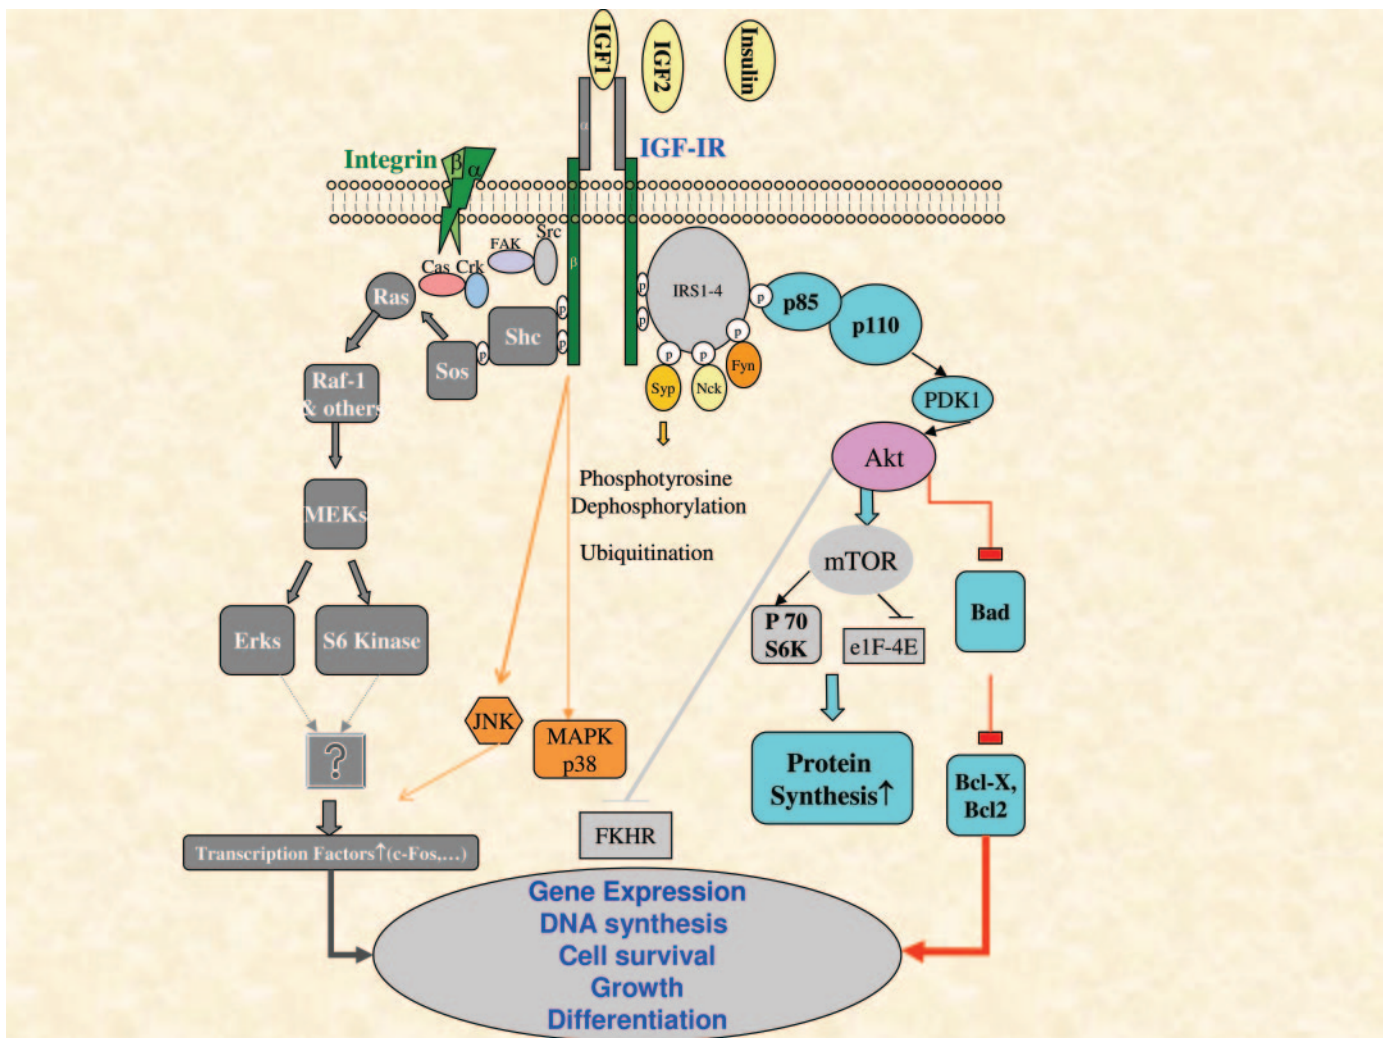 IGF1
IGF2
Insulin
α
IGF-IR
Integrin
β
α
Src
FAK
Cas
Crk
β
Ras
p
p
Shc
p
Sos
p
p
IRS1-4
p
p85
p110
p
p
p
Syp
Nck
Fyn
PDK1
Akt
Raf-1
& others
MEKs
Erks
S6 Kinase
?
Transcription Factors↑(c-Fos,…)
Phosphotyrosine
Dephosphorylation
Ubiquitination
JNK
MAPK
p38
mTOR
P 70
S6K
e1F-4E
Bad
Protein
Synthesis↑
Bcl-X,
Bcl2
FKHR
Gene Expression
DNA synthesis
Cell survival
Growth
Differentiation